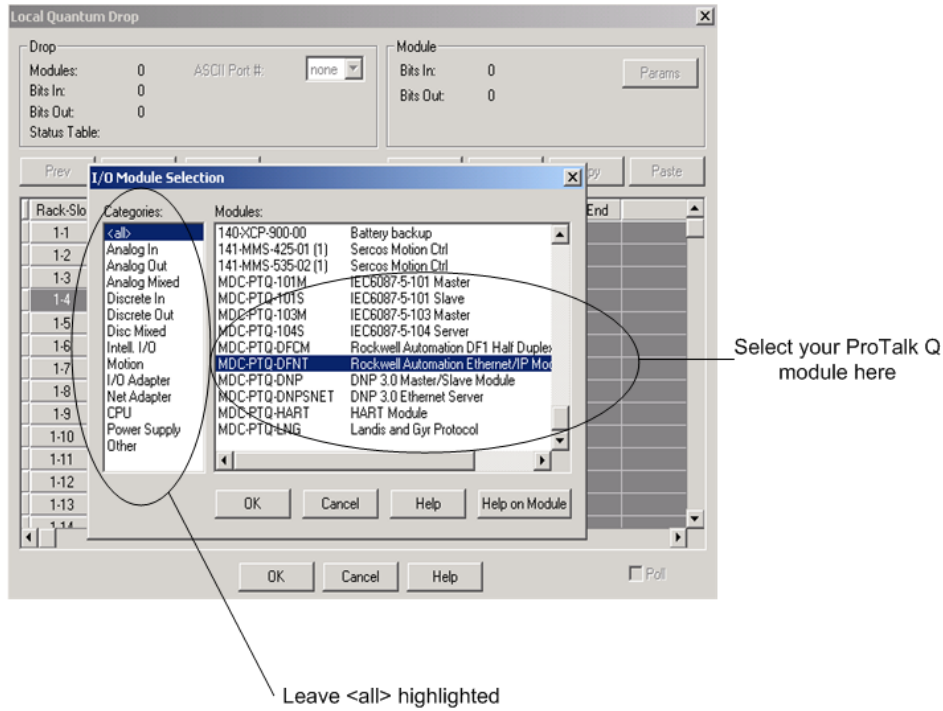 Local Quantum Drop
Drop
Modules: 0 ASCII Port #: none
Bits In: 0
Bits Out: 0
Status Table:
Module
Bits In: 0
Bits Out: 0
Params
Prev
Paste
I/O Module Selection
Rack-Slo
End
1-1
1-2
1-3
1-4
1-5
1-6
1-7
1-8
1-9
1-10
1-11
1-12
1-13
1-14
Categories:
<all>
Analog In
Analog Out
Analog Mixed
Discrete In
Discrete Out
Disc Mixed
Intell. I/O
Motion
I/O Adapter
Net Adapter
CPU
Power Supply
Other
Modules:
140-XCP-900-00 Battery backup
141-MMS-425-01 (1) Sercos Motion Ctrl
141-MMS-535-02 (1) Sercos Motion Ctrl
MDC-PTQ-101M IEC6087-5-101 Master
MDC-PTQ-101S IEC6087-5-101 Slave
MDC-PTQ-103M IEC6087-5-103 Master
MDC-PTQ-104S IEC6087-5-104 Server
MDC-PTQ-DFCM Rockwell Automation DF1 Half Duplex
MDC-PTQ-DFNT Rockwell Automation Ethernet/IP Mod
MDC-PTQ-DNP DNP 3.0 Master/Slave Module
MDC-PTQ-DNPSNET DNP 3.0 Ethernet Server
MDC-PTQ-HART HART Module
MDC-PTQ-LNG Landis and Gyr Protocol
OK Cancel Help Help on Module
OK Cancel Help Poll
Select your ProTalk Q
module here
Leave <all> highlighted